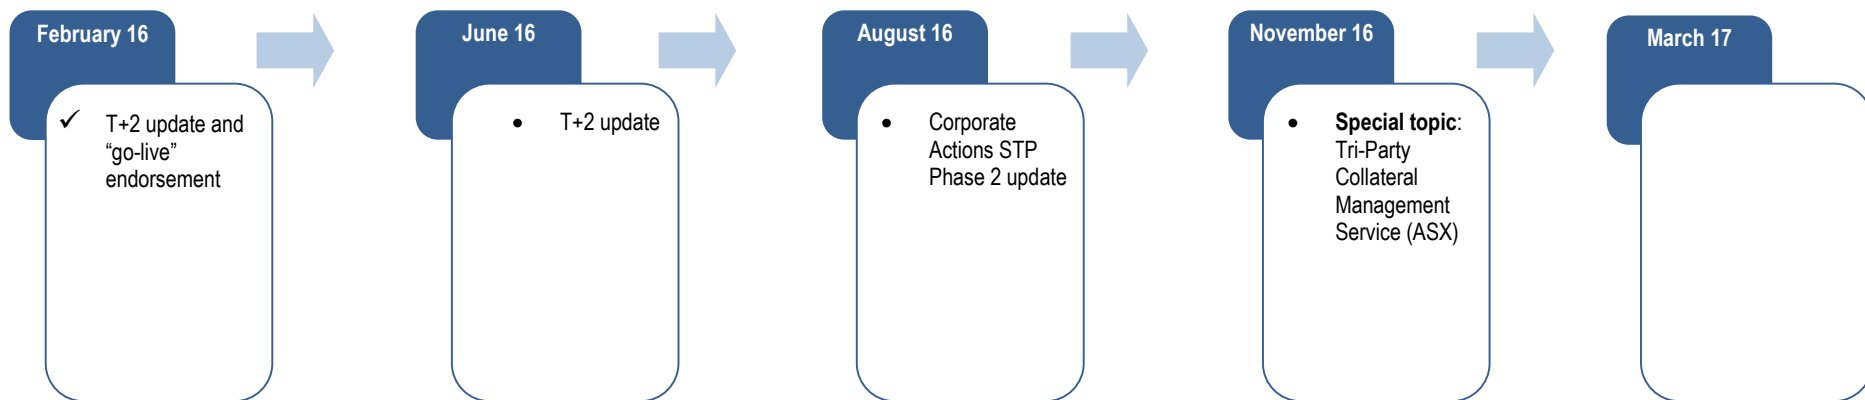 February 16
✓ T+2 update and
“go-live”
endorsement
June 16
• T+2 update
August 16
• Corporate
Actions STP
Phase 2 update
November 16
• Special topic:
Tri-Party
Collateral
Management
Service (ASX)
March 17